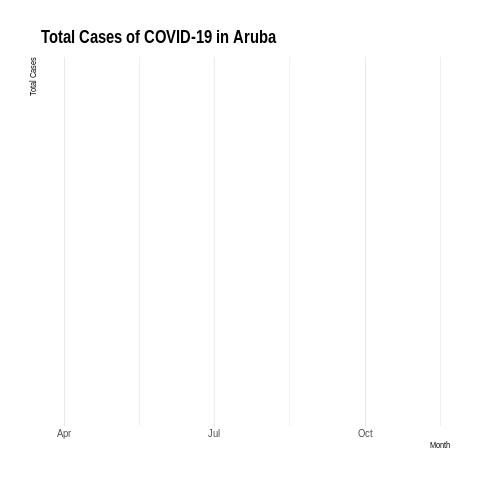 Total Cases of COVID-19 in Aruba
Total Cases
Apr
Jul
Oct
Month